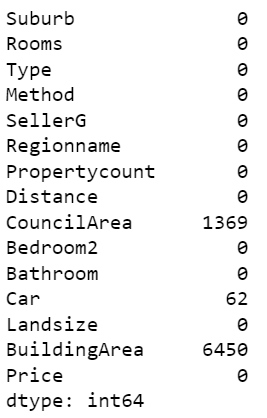 Suburb 0
Rooms 0
Type 0
Method 0
SellerG 0
Regionname 0
Propertycount 0
Distance 0
CouncilArea 1369
Bedroom2 0
Bathroom 0
Car 62
Landsize 0
BuildingArea 6450
Price 0
dtype: int64